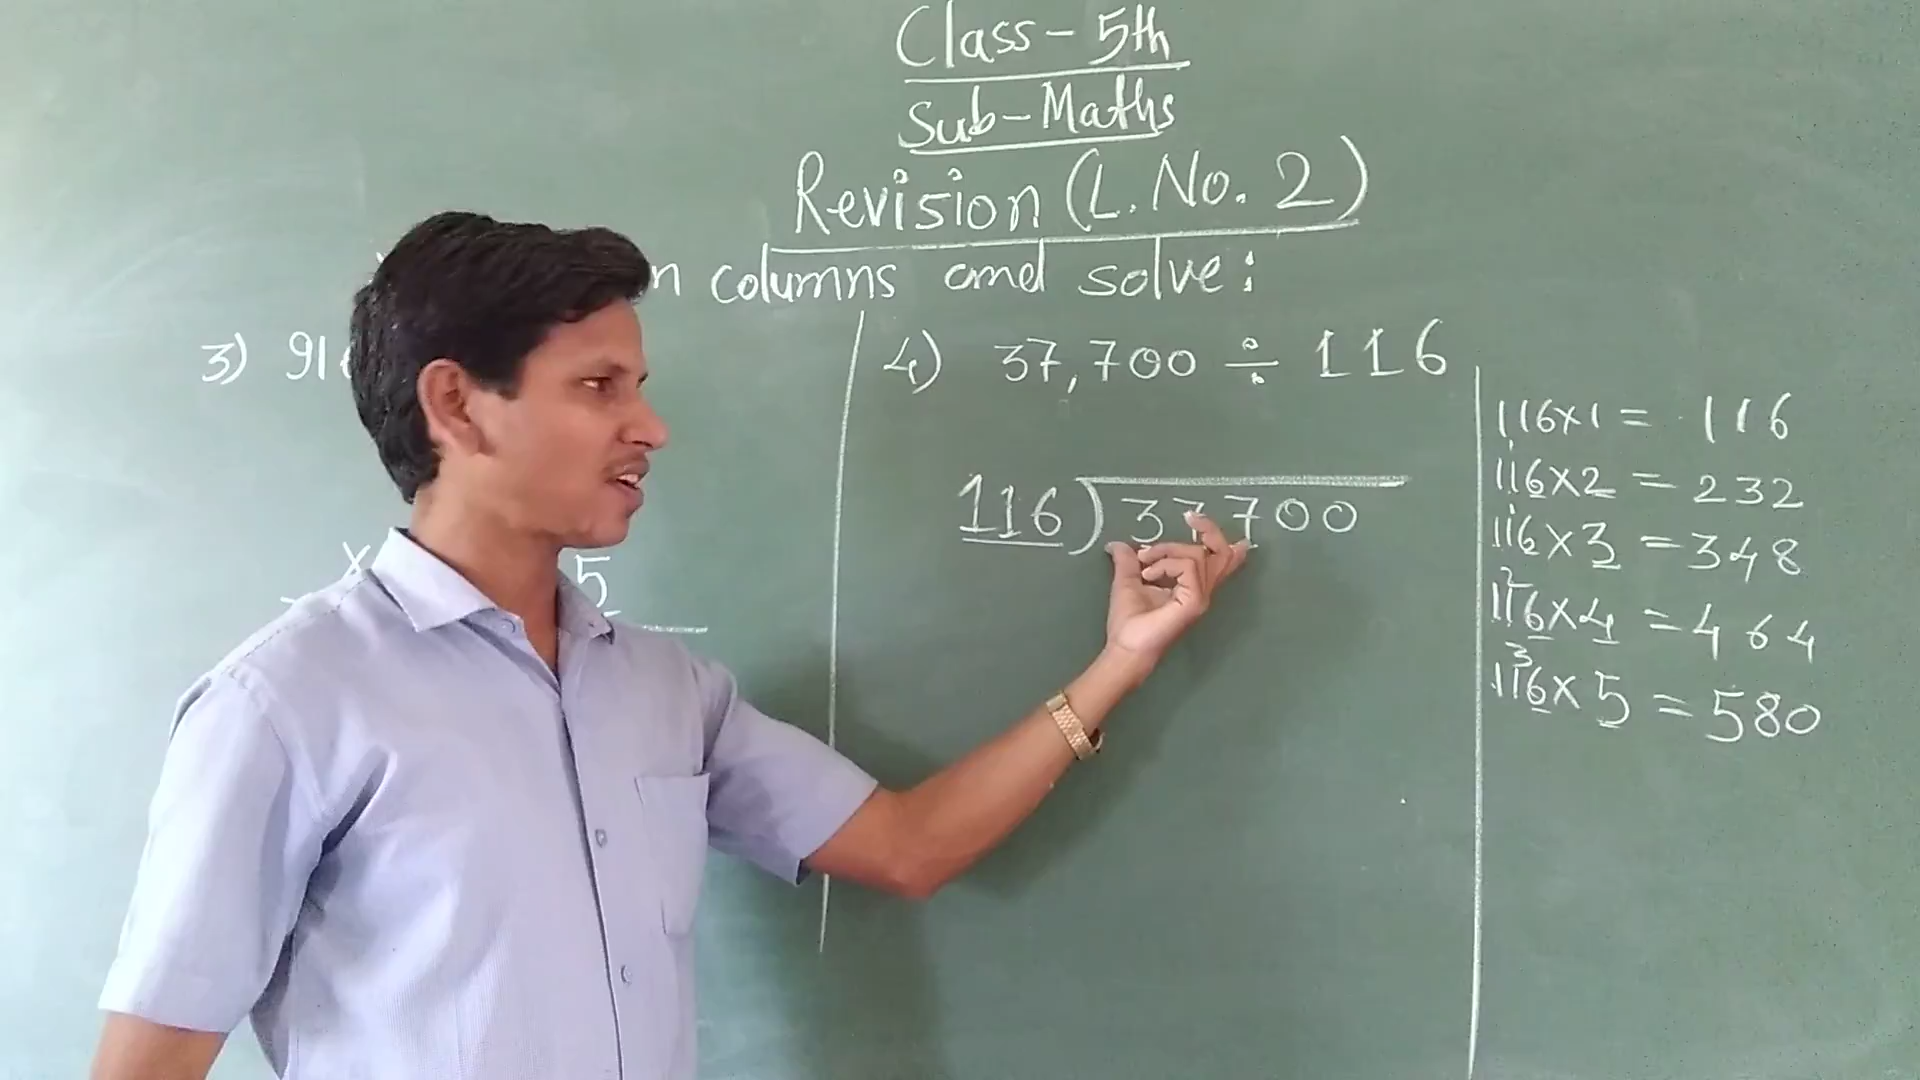 Class - 5th
Sub - Maths
Revision (L. No. 2)
columns and solve:
3) 91
×
5
4) 37,700 ÷ 116
116) 37700
116×1 = 116
116×2 = 232
116×3 = 348
116×4 = 464
116×5 = 580